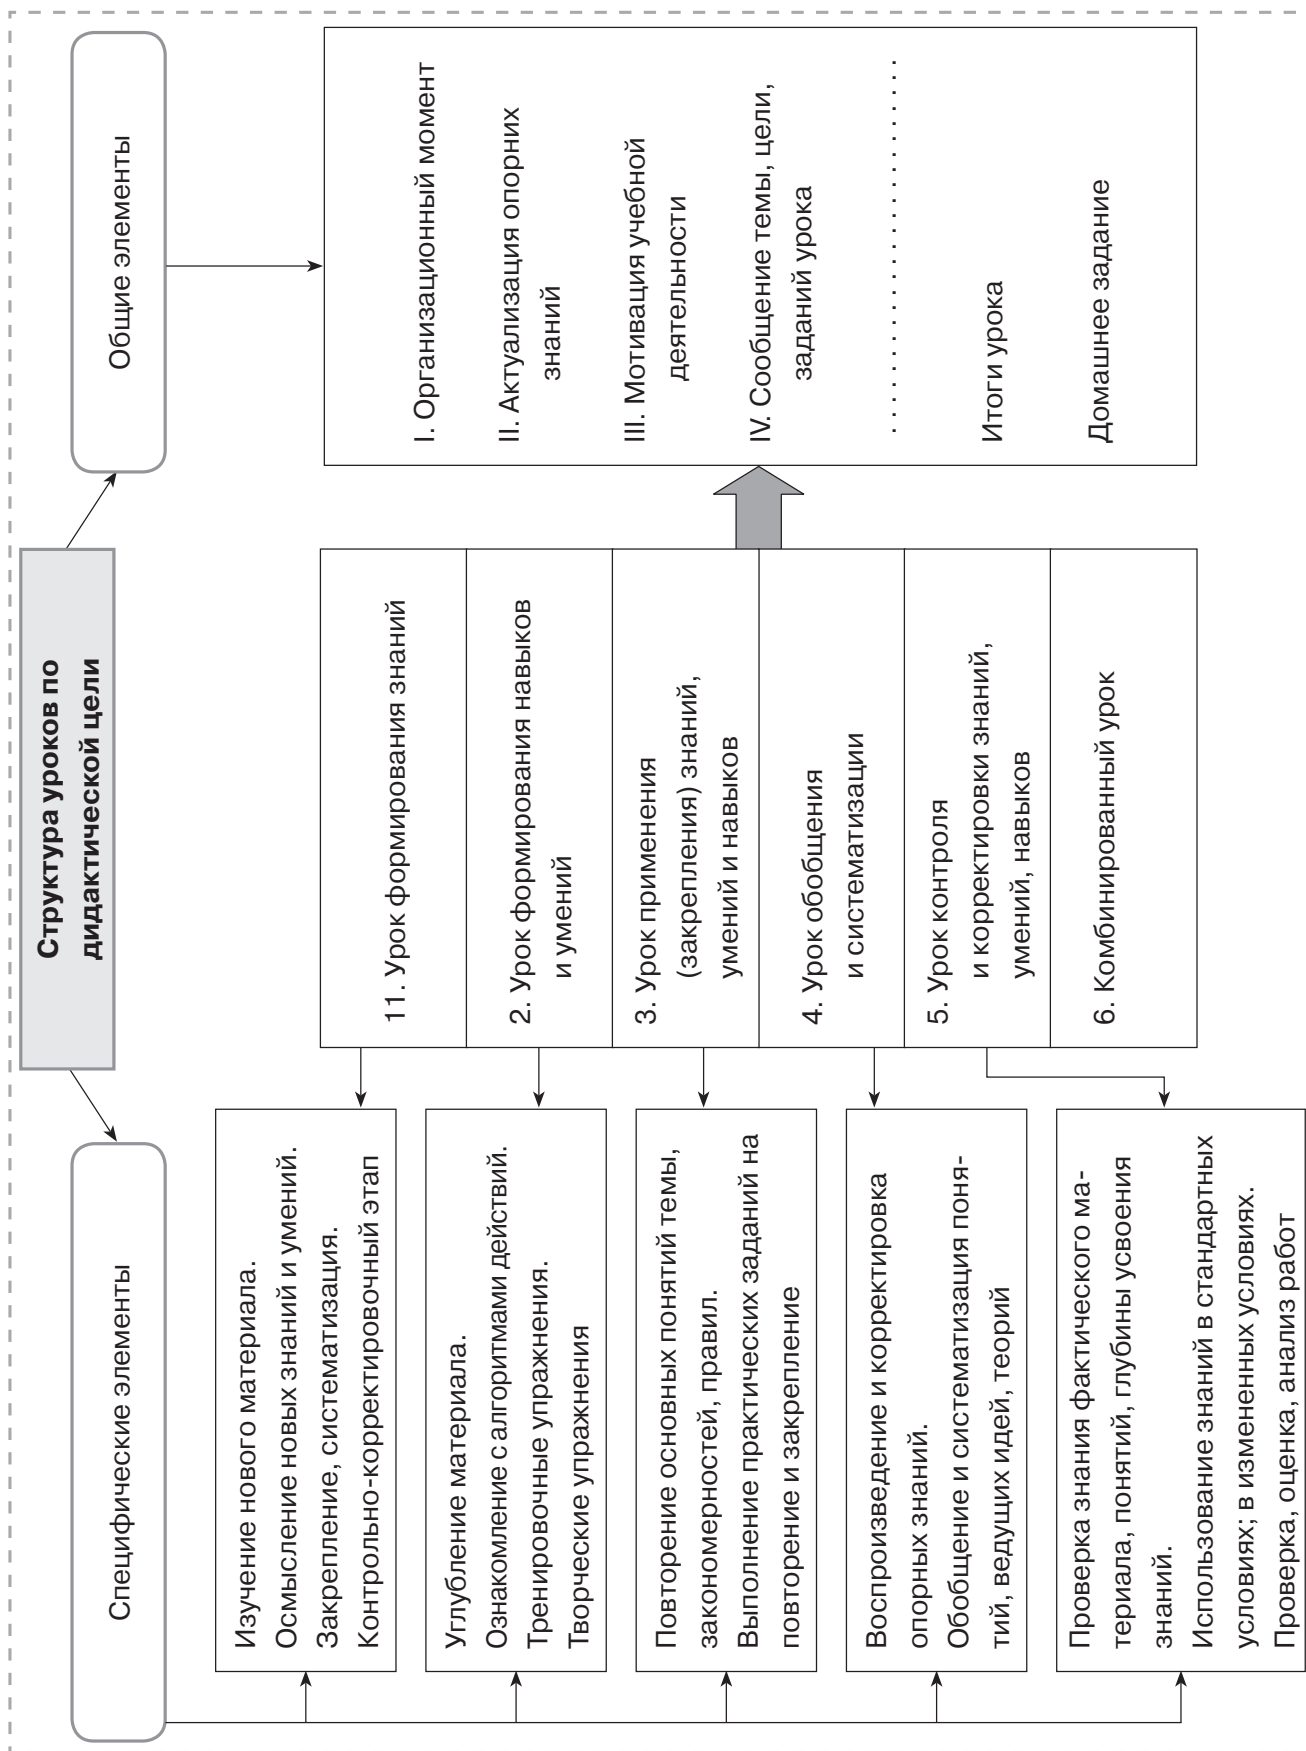 Структура уроков по
дидактической цели
Специфические элементы
Общие элементы
Изучение нового материала.
Осмысление новых знаний и умений.
Закрепление, систематизация.
Контрольно-корректировочный этап
Углубление материала.
Ознакомление с алгоритмами действий.
Тренировочные упражнения.
Творческие упражнения
Повторение основных понятий темы,
закономерностей, правил.
Выполнение практических заданий на
повторение и закрепление
Воспроизведение и корректировка
опорных знаний.
Обобщение и систематизация поня-
тий, ведущих идей, теорий
Проверка знания фактического ма-
териала, понятий, глубины усвоения
знаний.
Использование знаний в стандартных
условиях; в измененных условиях.
Проверка, оценка, анализ работ
11. Урок формирования знаний
2. Урок формирования навыков
и умений
3. Урок применения
(закрепления) знаний,
умений и навыков
4. Урок обобщения
и систематизации
5. Урок контроля
и корректировки знаний,
умений, навыков
6. Комбинированный урок
I. Организационный момент
II. Актуализация опорних
знаний
III. Мотивация учебной
деятельности
IV. Сообщение темы, цели,
заданий урока
. . . . . . . . . . . . . . . . . . . . . . . . . . . .
Итоги урока
Домашнее задание